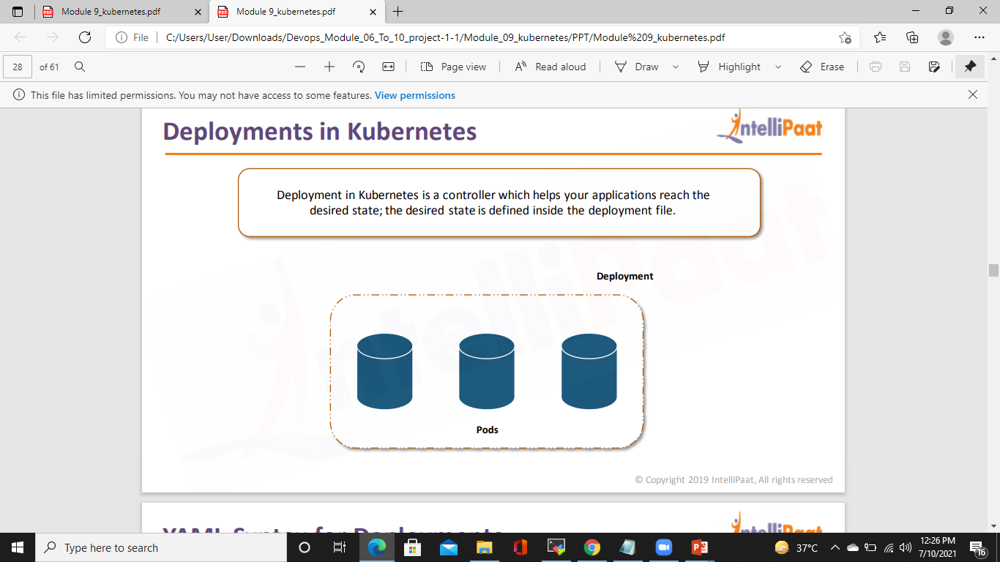 Module 9_kubernetes.pdf
Module 9_kubernetes.pdf
File
C:/Users/User/Downloads/Devops_Module_06_To_10_project-1-1/Module_09_kubernetes/PPT/Module%209_kubernetes.pdf
28 of 61
Page view
Read aloud
Draw
Highlight
Erase
This file has limited permissions. You may not have access to some features. View permissions
Deployments in Kubernetes
IntelliPaat
Deployment in Kubernetes is a controller which helps your applications reach the
desired state; the desired state is defined inside the deployment file.
Deployment
Pods
© Copyright 2019 IntelliPaat, All rights reserved
YAML Syntax for Deployments
IntelliPaat
Type here to search
37°C
12:26 PM
7/10/2021
16